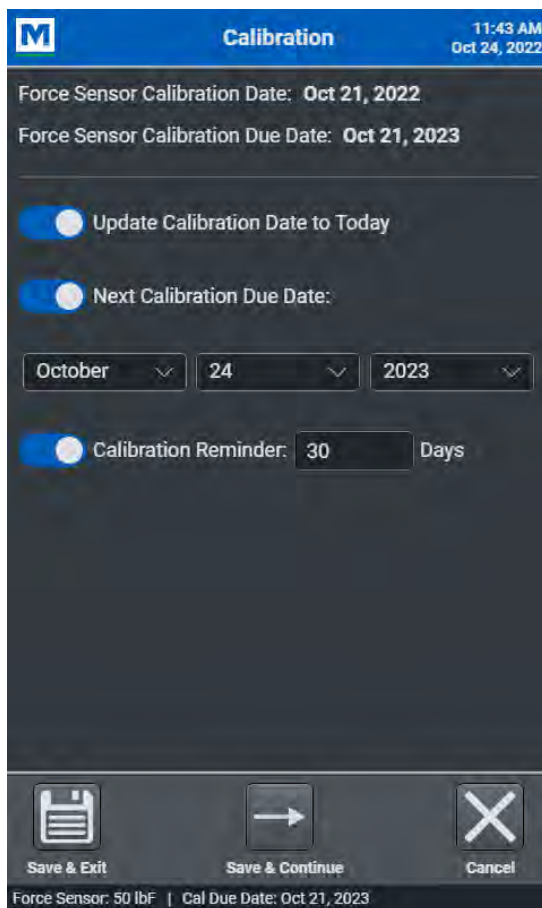 M
Calibration
11:43 AM
Oct 24, 2022
Force Sensor Calibration Date: Oct 21, 2022
Force Sensor Calibration Due Date: Oct 21, 2023
Update Calibration Date to Today
Next Calibration Due Date:
October 24 2023
Calibration Reminder: 30 Days
Save & Exit Save & Continue Cancel
Force Sensor: 50 lbF | Cal Due Date: Oct 21, 2023